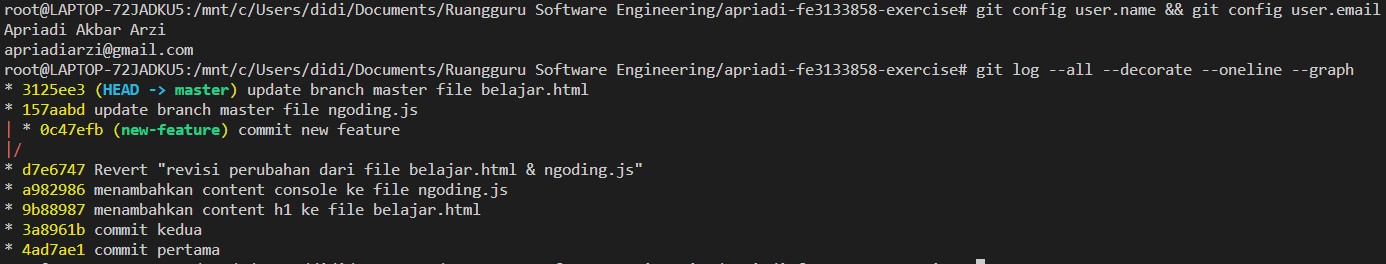 root@LAPTOP-72JADKU5:/mnt/c/Users/didi/Documents/Ruangguru Software Engineering/apriadi-fe3133858-exercise# git config user.name && git config user.email
Apriadi Akbar Arzi
apriadiarzi@gmail.com
root@LAPTOP-72JADKU5:/mnt/c/Users/didi/Documents/Ruangguru Software Engineering/apriadi-fe3133858-exercise# git log --all --decorate --oneline --graph
* 3125ee3 (HEAD -> master) update branch master file belajar.html
* 157aabd update branch master file ngoding.js
| * 0c47efb (new-feature) commit new feature
|/
* d7e6747 Revert "revisi perubahan dari file belajar.html & ngoding.js"
* a982986 menambahkan content console ke file ngoding.js
* 9b88987 menambahkan content h1 ke file belajar.html
* 3a8961b commit kedua
* 4ad7ae1 commit pertama